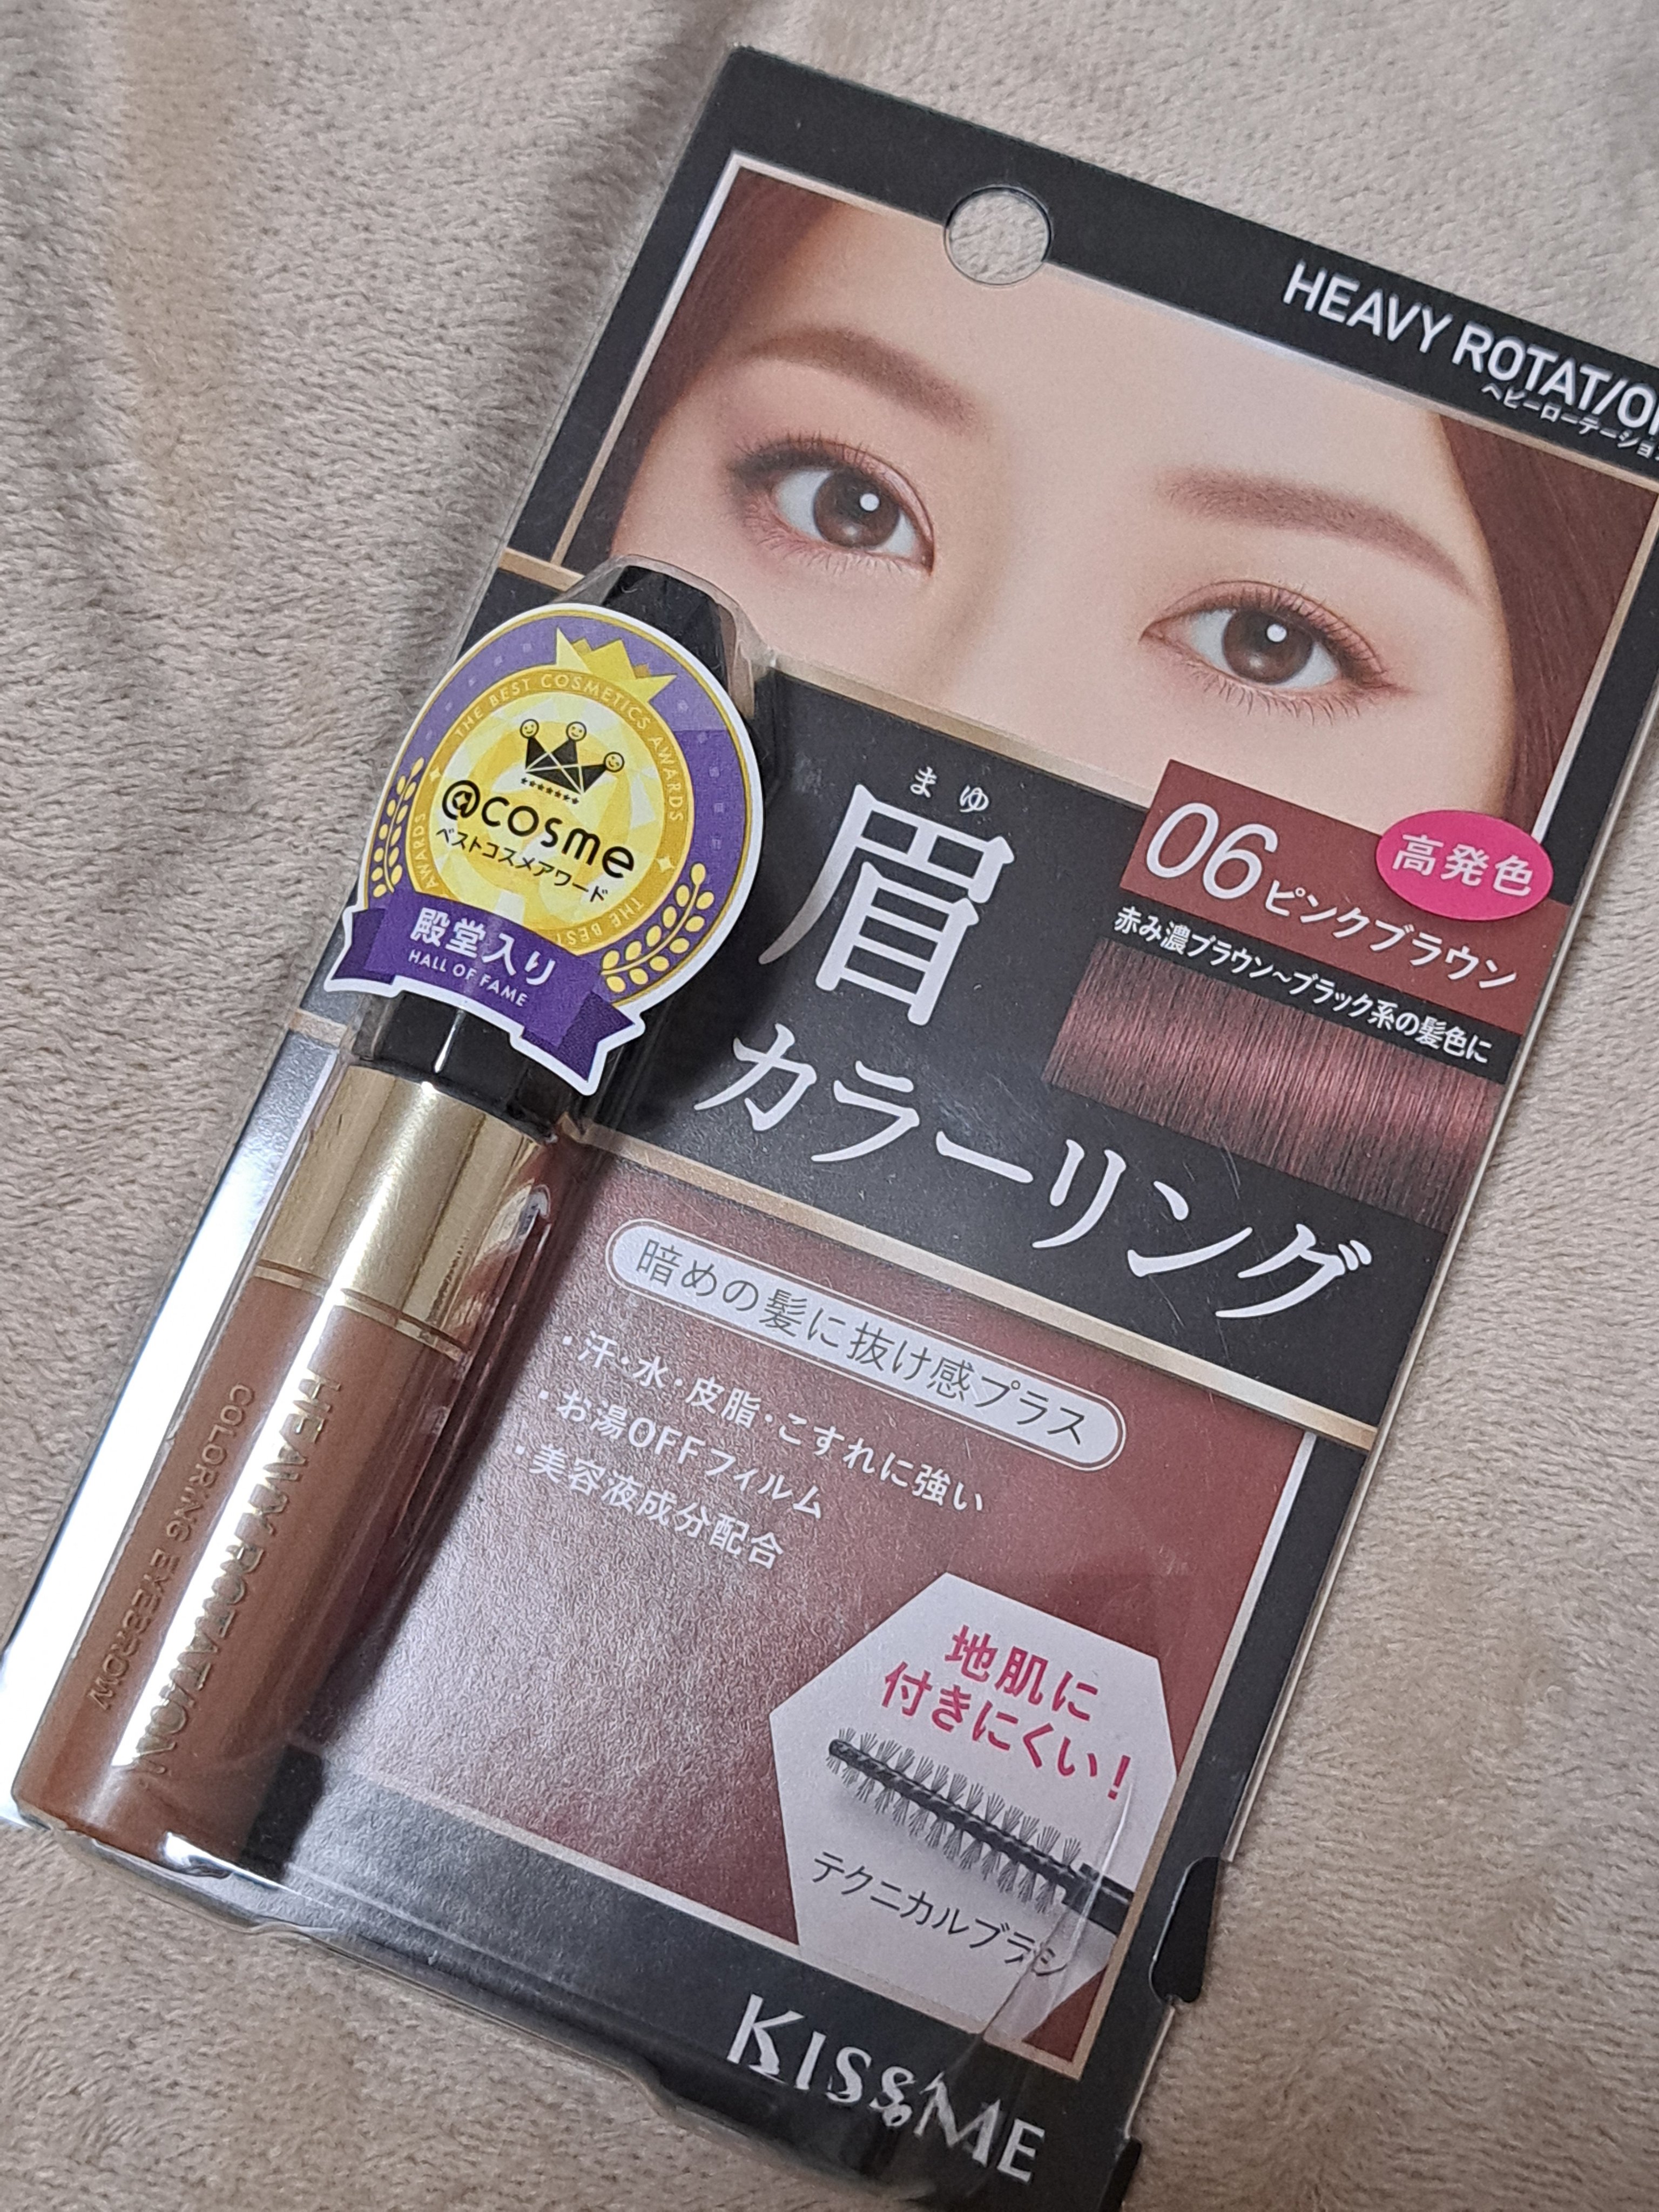 HEAVY ROTATIO
ヘビーローテーション
THE BEST COSMETICS AWARDS
@cosme
ベストコスメアワード
THE BEST
AWARDS
殿堂入り
HALL OF FAME
まゆ
眉
カラーリング
06 ピンクブラウン
高発色
赤み濃ブラウン~ブラック系の髪色に
暗めの髪に抜け感プラス
・汗・水・皮脂・こすれに強い
・お湯OFFフィルム
・美容液成分配合
地肌に
付きにくい!
テクニカルブラシ
HEAVY ROTATION
COLORING EYEBROW
KISSME